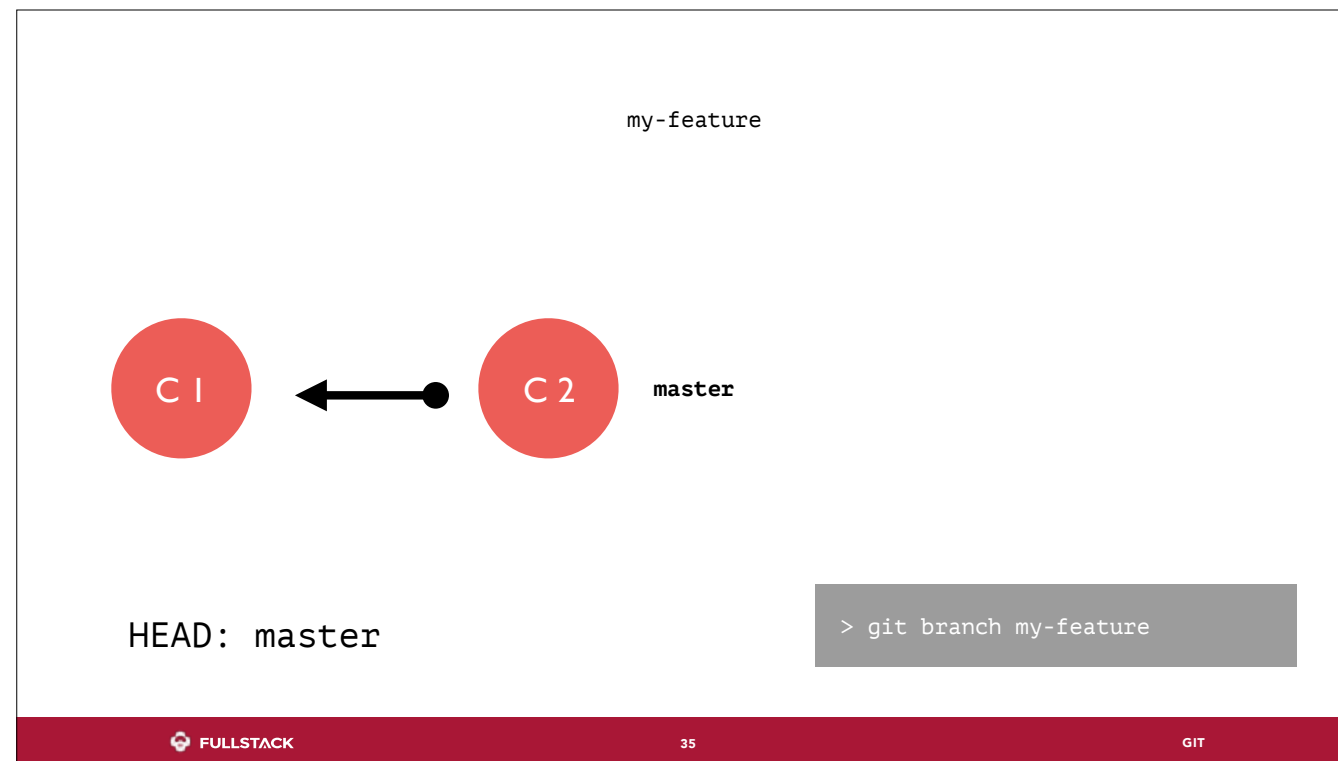 my-feature
C 1
C 2
master
HEAD: master
> git branch my-feature
FULLSTACK
35
GIT